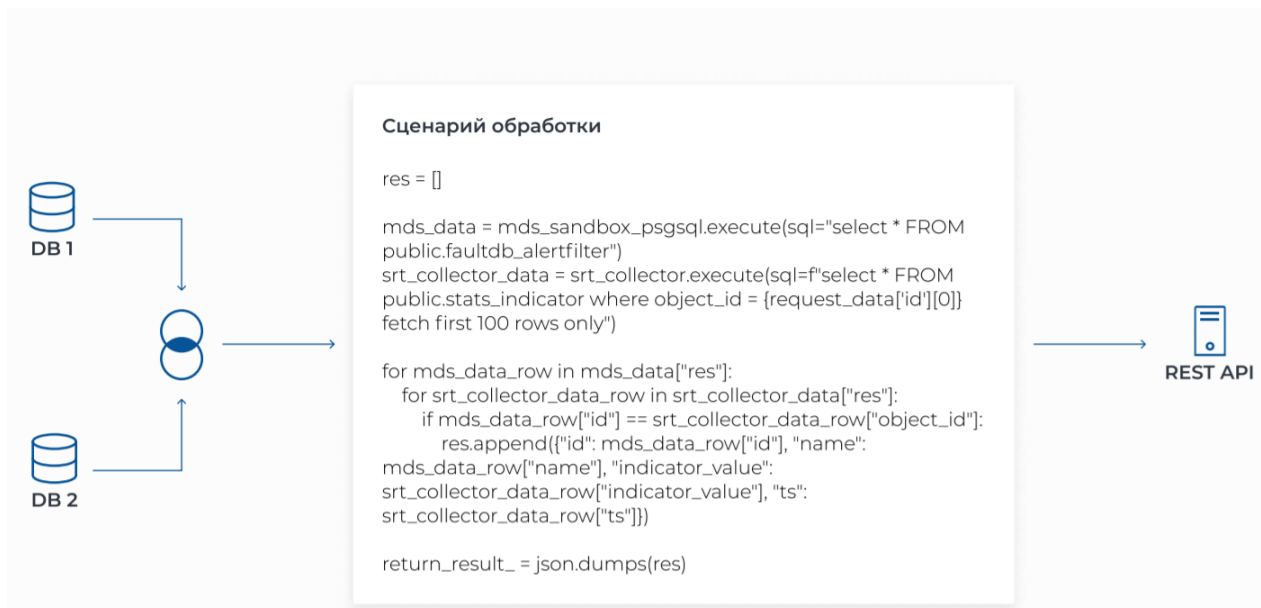 Сценарий обработки
res = []
mds_data = mds_sandbox_psgsql.execute(sql="select * FROM
public.faultdb_alertfilter")
srt_collector_data = srt_collector.execute(sql=f"select * FROM
public.stats_indicator where object_id = {request_data['id'][0]}
fetch first 100 rows only")
for mds_data_row in mds_data["res"]:
for srt_collector_data_row in srt_collector_data["res"]:
if mds_data_row["id"] == srt_collector_data_row["object_id"]:
res.append({"id": mds_data_row["id"], "name":
mds_data_row["name"], "indicator_value":
srt_collector_data_row["indicator_value"], "ts":
srt_collector_data_row["ts"]})
return_result_ = json.dumps(res)
DB 1
DB 2
REST API